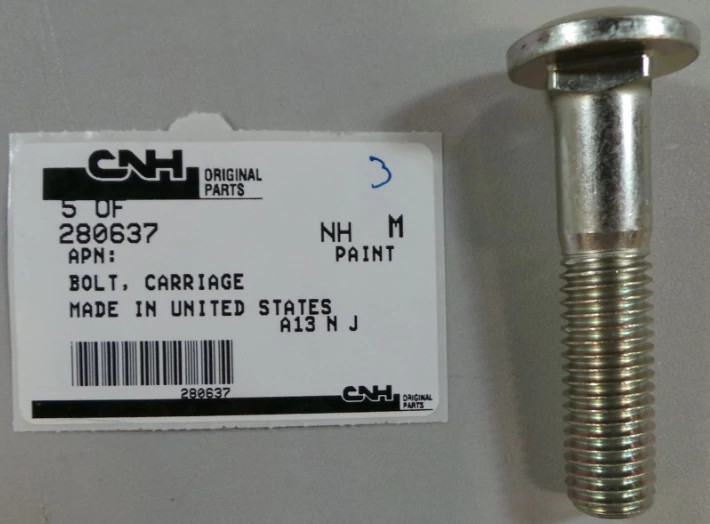 CNH ORIGINAL PARTS
3
5 OF
280637 NH M
APN: PAINT
BOLT, CARRIAGE
MADE IN UNITED STATES
A13 N J
280637
CNH ORIGINAL PARTS